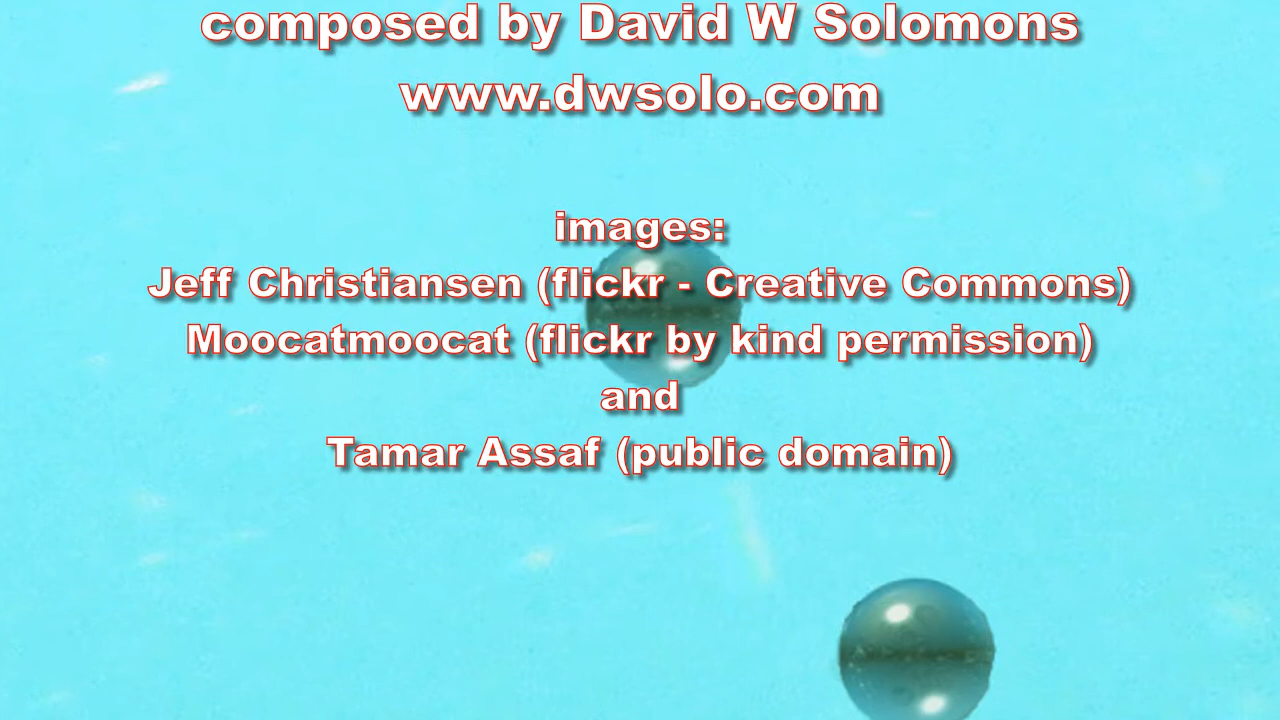 composed by David W Solomons
www.dwsolo.com
images:
Jeff Christiansen (flickr - Creative Commons)
Moocatmoocat (flickr by kind permission)
and
Tamar Assaf (public domain)